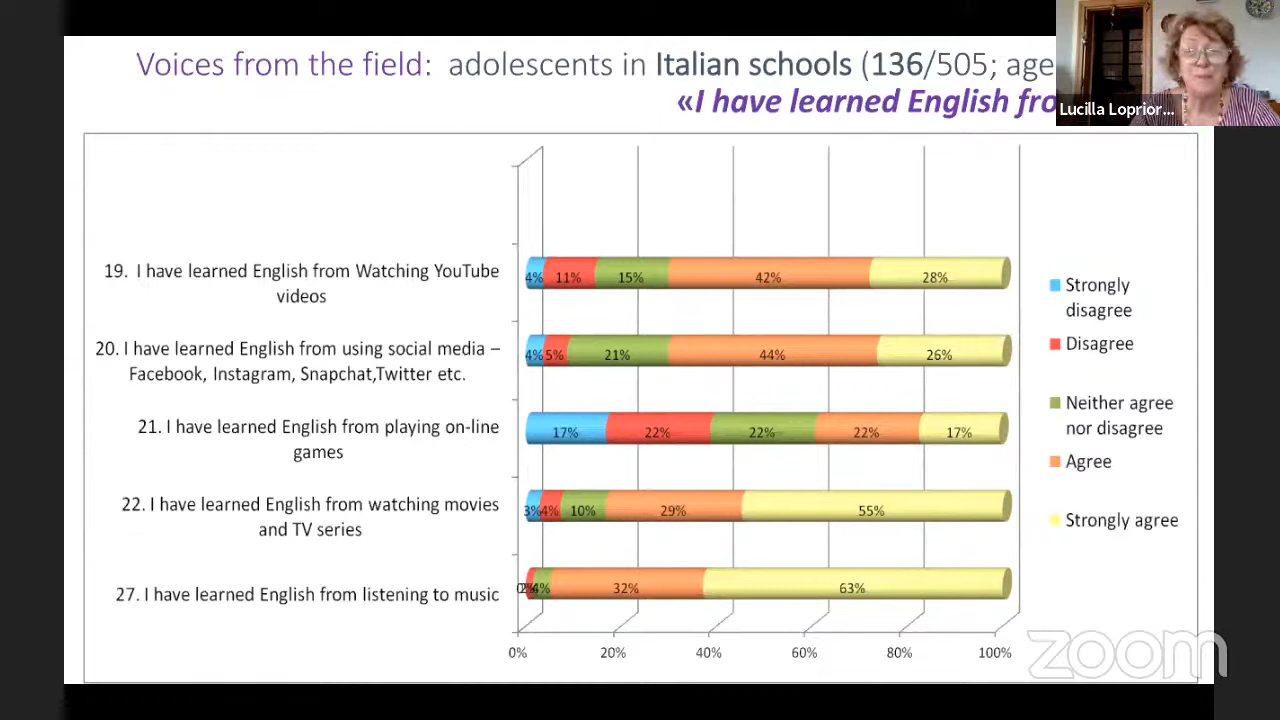 Voices from the field: adolescents in Italian schools (136/505; age
«I have learned English fro
Lucilla Loprior...
19. I have learned English from Watching YouTube
videos
4% 11% 15% 42% 28%
20. I have learned English from using social media –
Facebook, Instagram, Snapchat,Twitter etc.
4% 5% 21% 44% 26%
21. I have learned English from playing on-line
games
17% 22% 22% 22% 17%
22. I have learned English from watching movies
and TV series
3% 4% 10% 29% 55%
27. I have learned English from listening to music
0% 2% 4% 32% 63%
0% 20% 40% 60% 80% 100%
Strongly
disagree
Disagree
Neither agree
nor disagree
Agree
Strongly agree
zoom